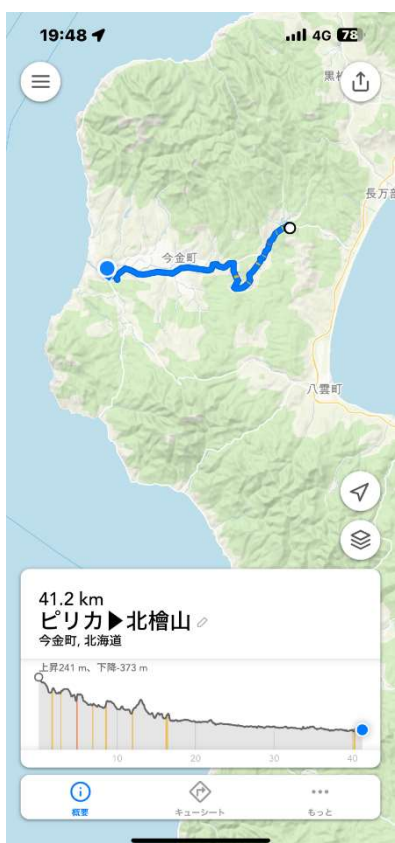 19:48
4G 78
黒松
長万部
今金町
八雲町
41.2 km
ピリカ▶北檜山
今金町, 北海道
上昇241 m、下降-373 m
10 20 30 40
概要 キューシート もっと